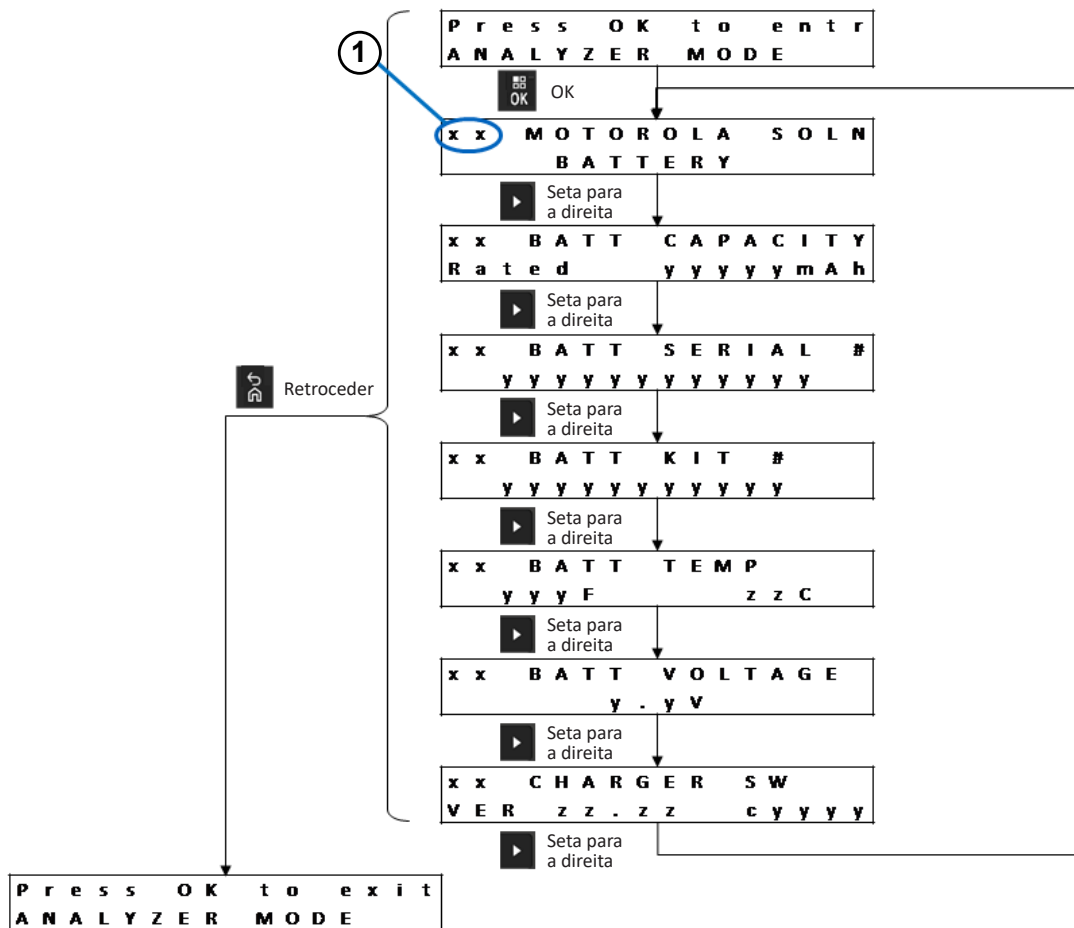 Press OK to entr
ANALYZER MODE
1
OK
OK
xx MOTOROLA SOLN
BATTERY
Seta para
a direita
xx BATT CAPACITY
Rated yyyyymAh
Seta para
a direita
xx BATT SERIAL #
yyyyyyyyyyyy
Seta para
a direita
Retroceder
xx BATT KIT #
yyyyyyyyyyy
Seta para
a direita
xx BATT TEMP
yyyF zzC
Seta para
a direita
xx BATT VOLTAGE
y.yV
Seta para
a direita
xx CHARGER SW
VER zz.zz cyyyy
Seta para
a direita
Press OK to exit
ANALYZER MODE